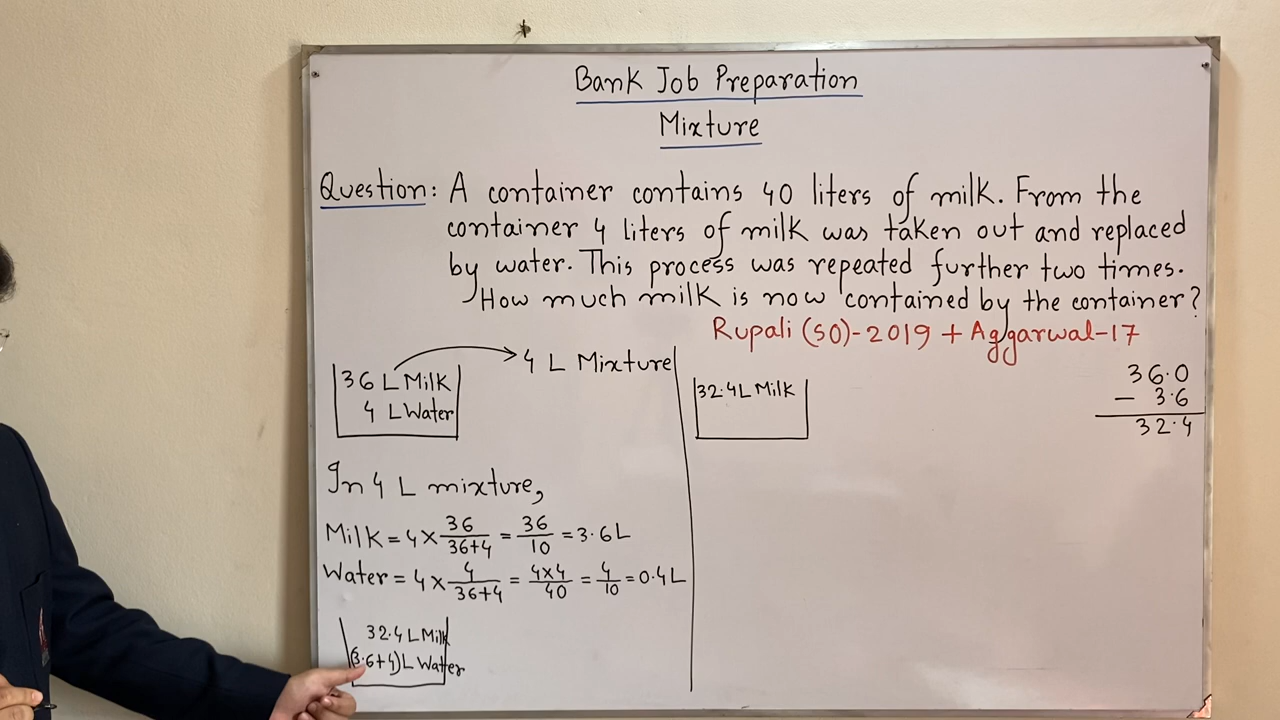 Bank Job Preparation
Mixture
Question: A container contains 40 liters of milk. From the
container 4 liters of milk was taken out and replaced
by water. This process was repeated further two times.
How much milk is now contained by the container?
Rupali (SO)-2019 + Aggarwal-17
36 L Milk
4 L Water
4 L Mixture
In 4 L mixture,
Milk = 4 × 36/(36+4) = 36/10 = 3.6 L
Water = 4 × 4/(36+4) = 4×4/40 = 4/10 = 0.4 L
32.4 L Milk
(3.6+4) L Water
32.4 L Milk
36.0
- 3.6
32.4